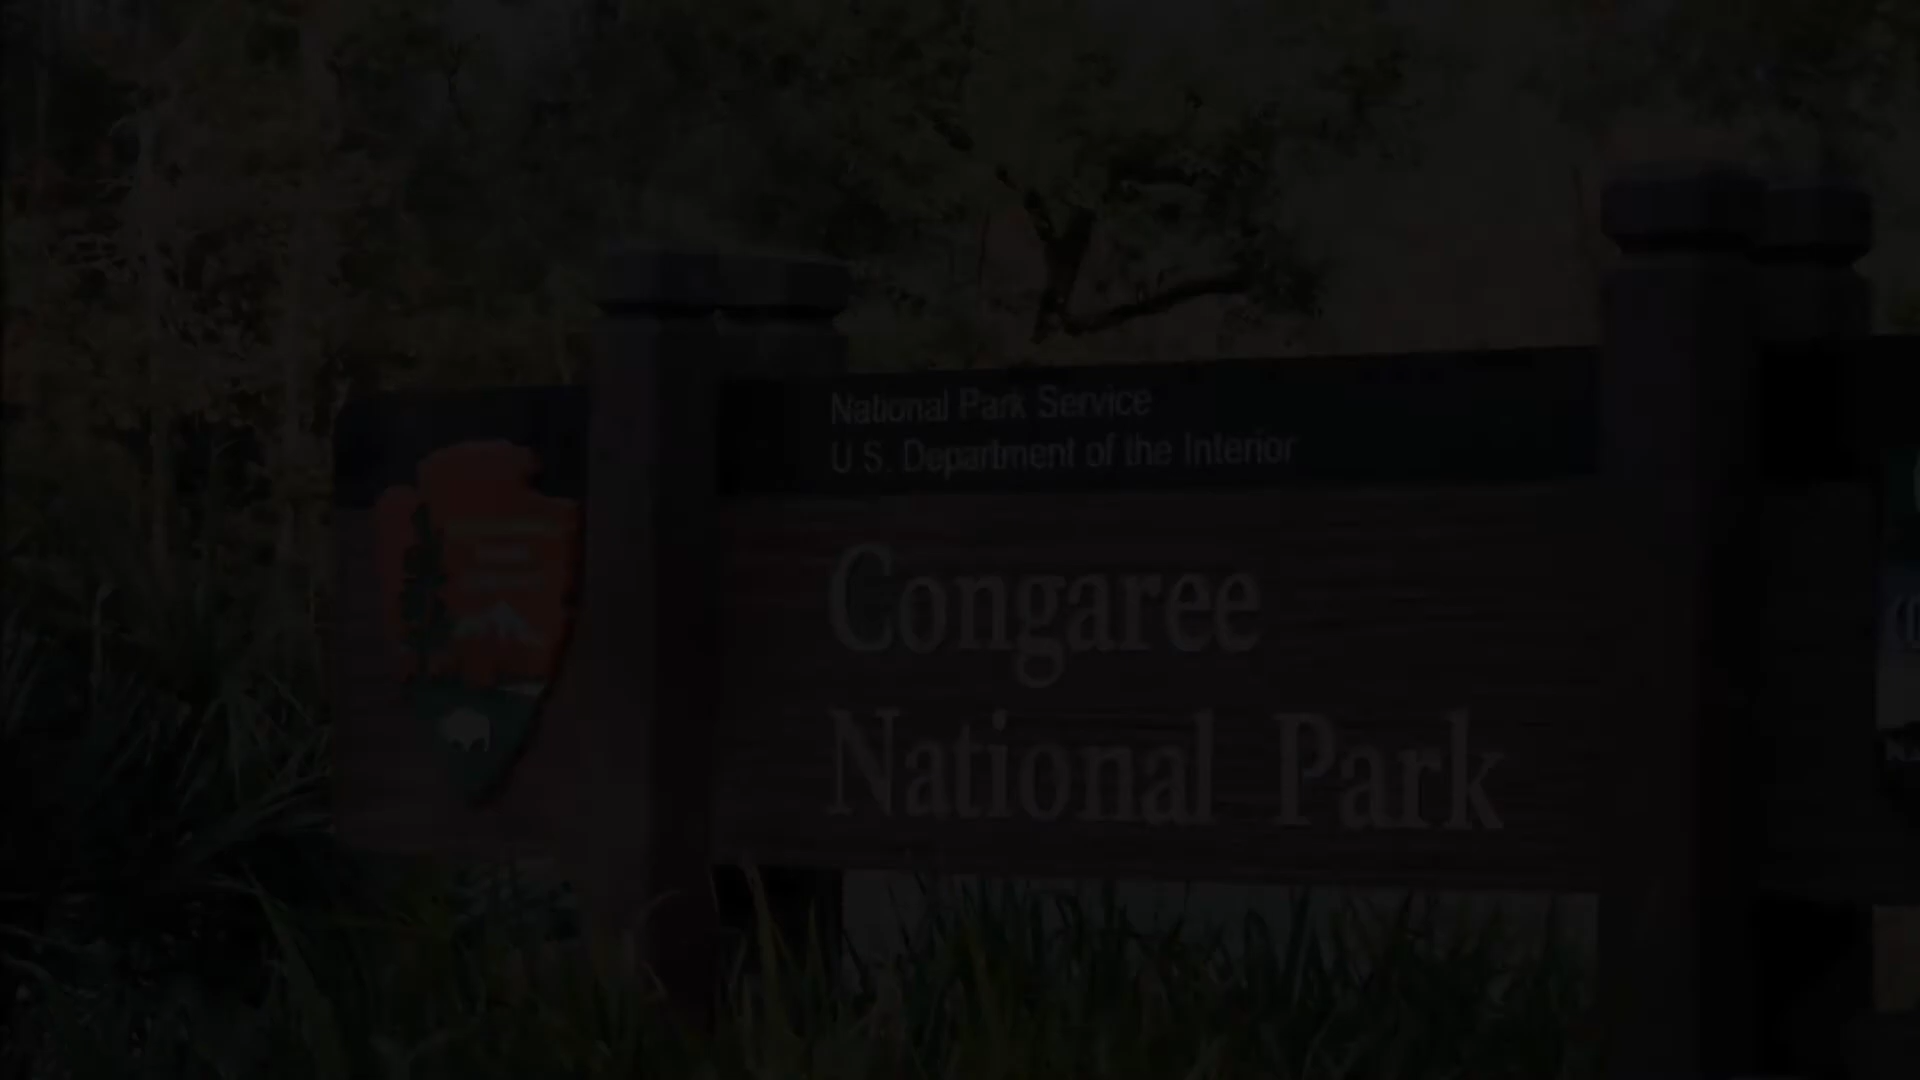 National Park Service
U.S. Department of the Interior
Congaree
National Park